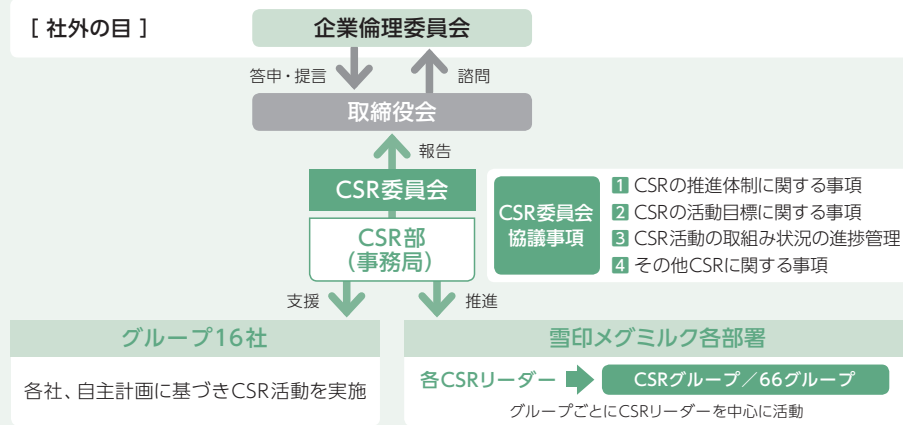 [ 社外の目 ]
企業倫理委員会
答申・提言
諮問
取締役会
報告
CSR委員会
CSR部
(事務局)
CSR委員会
協議事項
1 CSRの推進体制に関する事項
2 CSRの活動目標に関する事項
3 CSR活動の取組み状況の進捗管理
4 その他CSRに関する事項
支援
推進
グループ16社
各社、自主計画に基づきCSR活動を実施
雪印メグミルク各部署
各CSRリーダー
CSRグループ/66グループ
グループごとにCSRリーダーを中心に活動